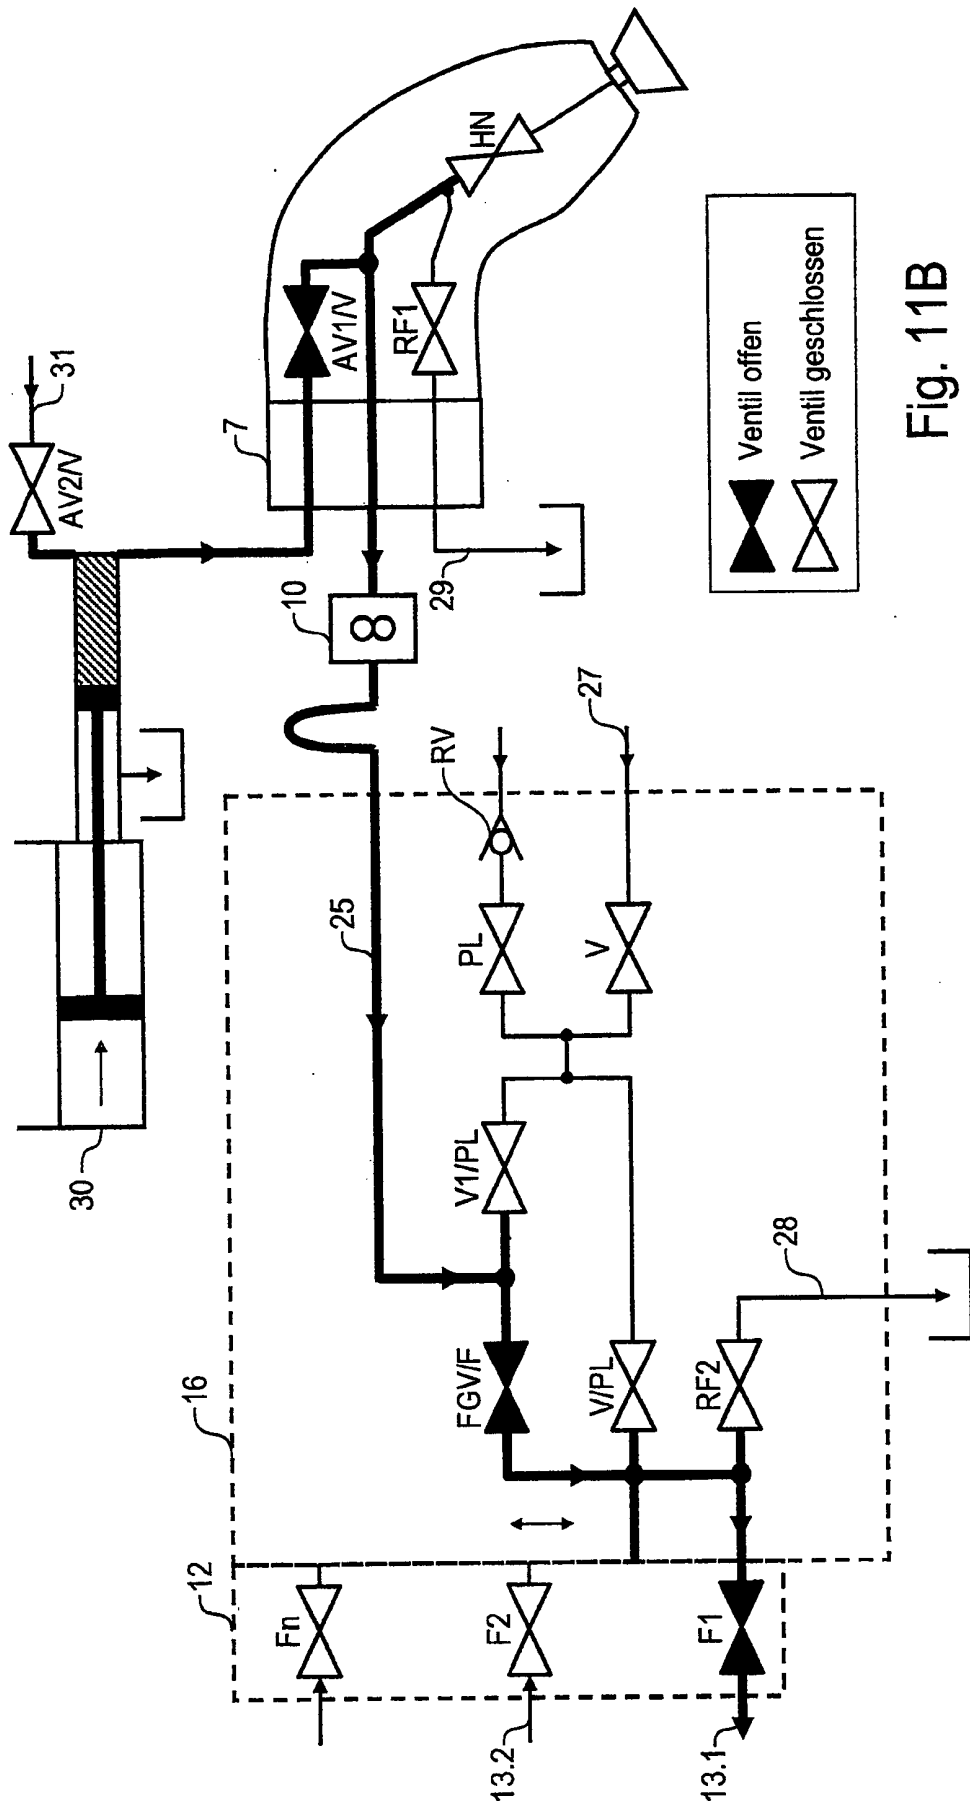 31
AV2/V
7
AV1/V
RF1
HN
30
10
8
29
25
RV
PL
27
V
V1/PL
FGV/F
V/PL
RF2
28
16
12
Fn
F2
F1
13.2
13.1
Ventil offen
Ventil geschlossen
Fig. 11B